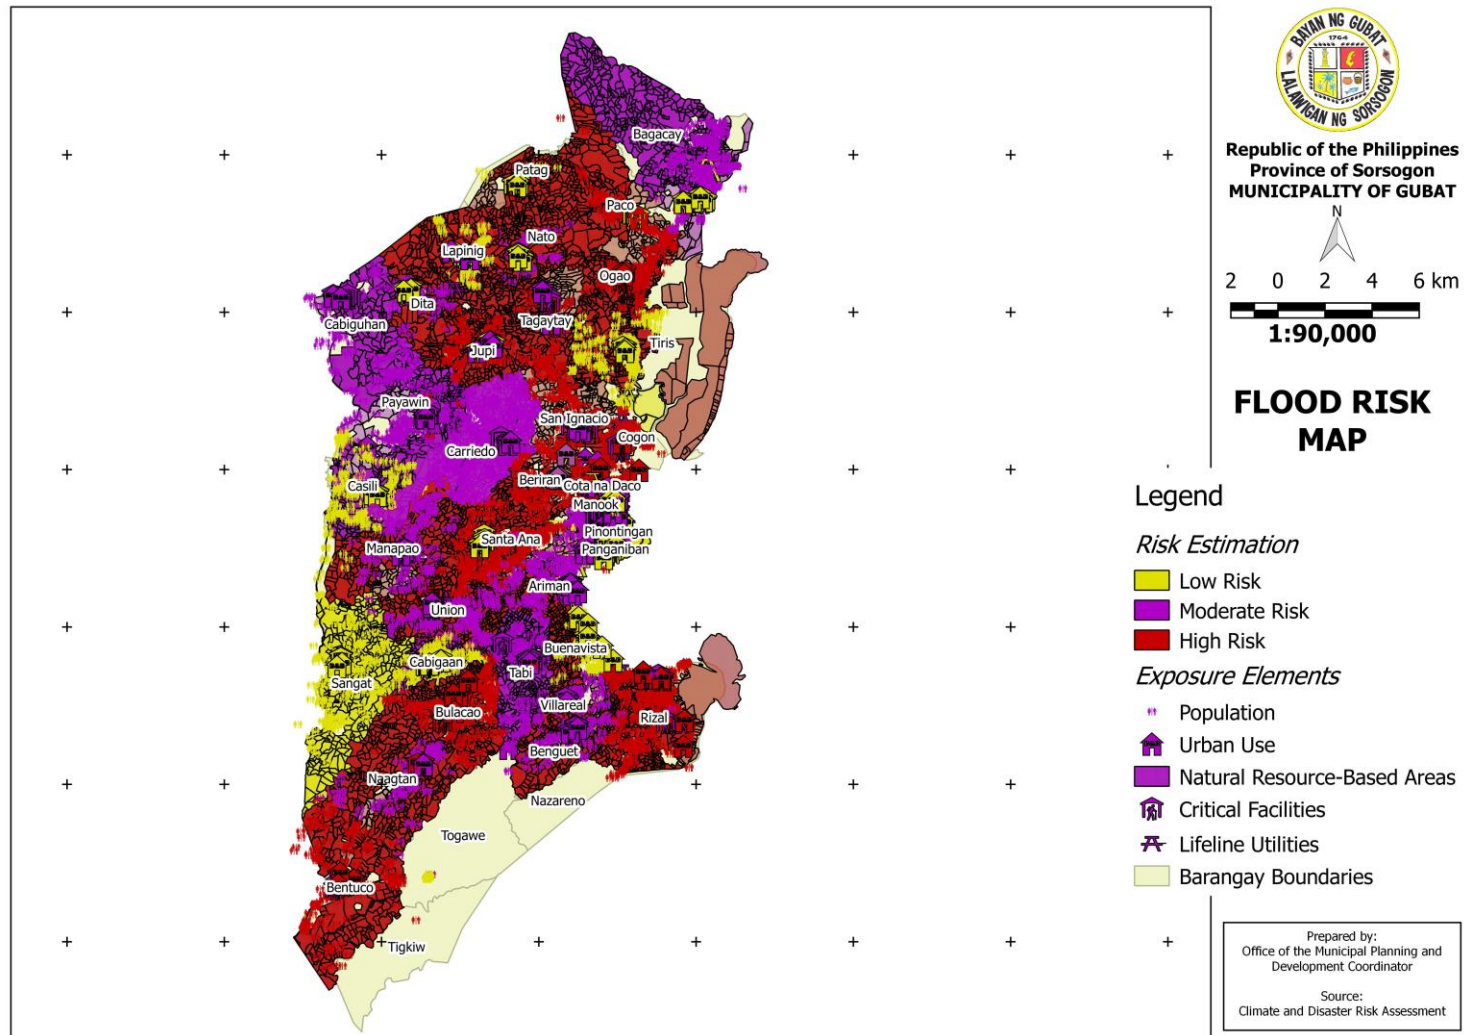 BAYAN NG GUBAT
1764
LALAWIGAN NG SORSOGON
Republic of the Philippines
Province of Sorsogon
MUNICIPALITY OF GUBAT
N
2 0 2 4 6 km
1:90,000
FLOOD RISK
MAP
Legend
Risk Estimation
Low Risk
Moderate Risk
High Risk
Exposure Elements
Population
Urban Use
Natural Resource-Based Areas
Critical Facilities
Lifeline Utilities
Barangay Boundaries
Prepared by:
Office of the Municipal Planning and
Development Coordinator
Source:
Climate and Disaster Risk Assessment
Bagacay
Patag
Paco
Nato
Lapinig
Ogao
Dita
Cabiguhan
Tagaytay
Tiris
Jupi
Payawin
San Ignacio
Cogon
Carriedo
Beriran
Cota na Daco
Casili
Manook
Pinontingan
Santa Ana
Panganiban
Manapao
Ariman
Union
Buenavista
Cabigaan
Tabi
Sangat
Villareal
Bulacao
Rizal
Benguet
Naagtan
Nazareno
Togawe
Bentuco
Tigkiw